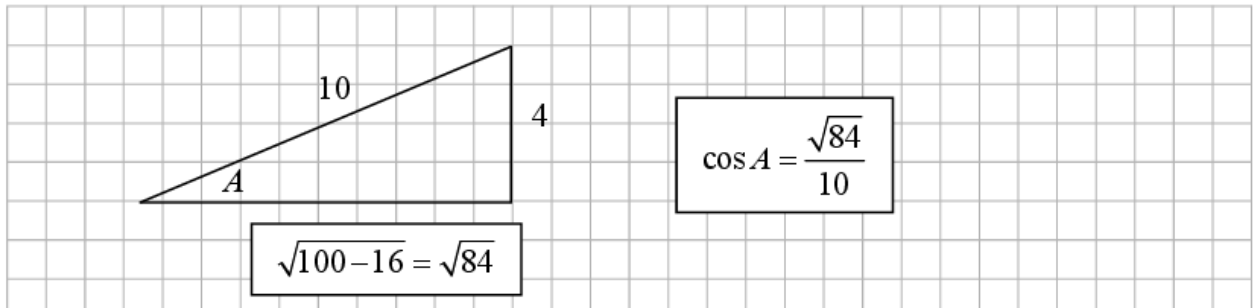 10
4
A
cos A = √84 / 10
√100−16 = √84